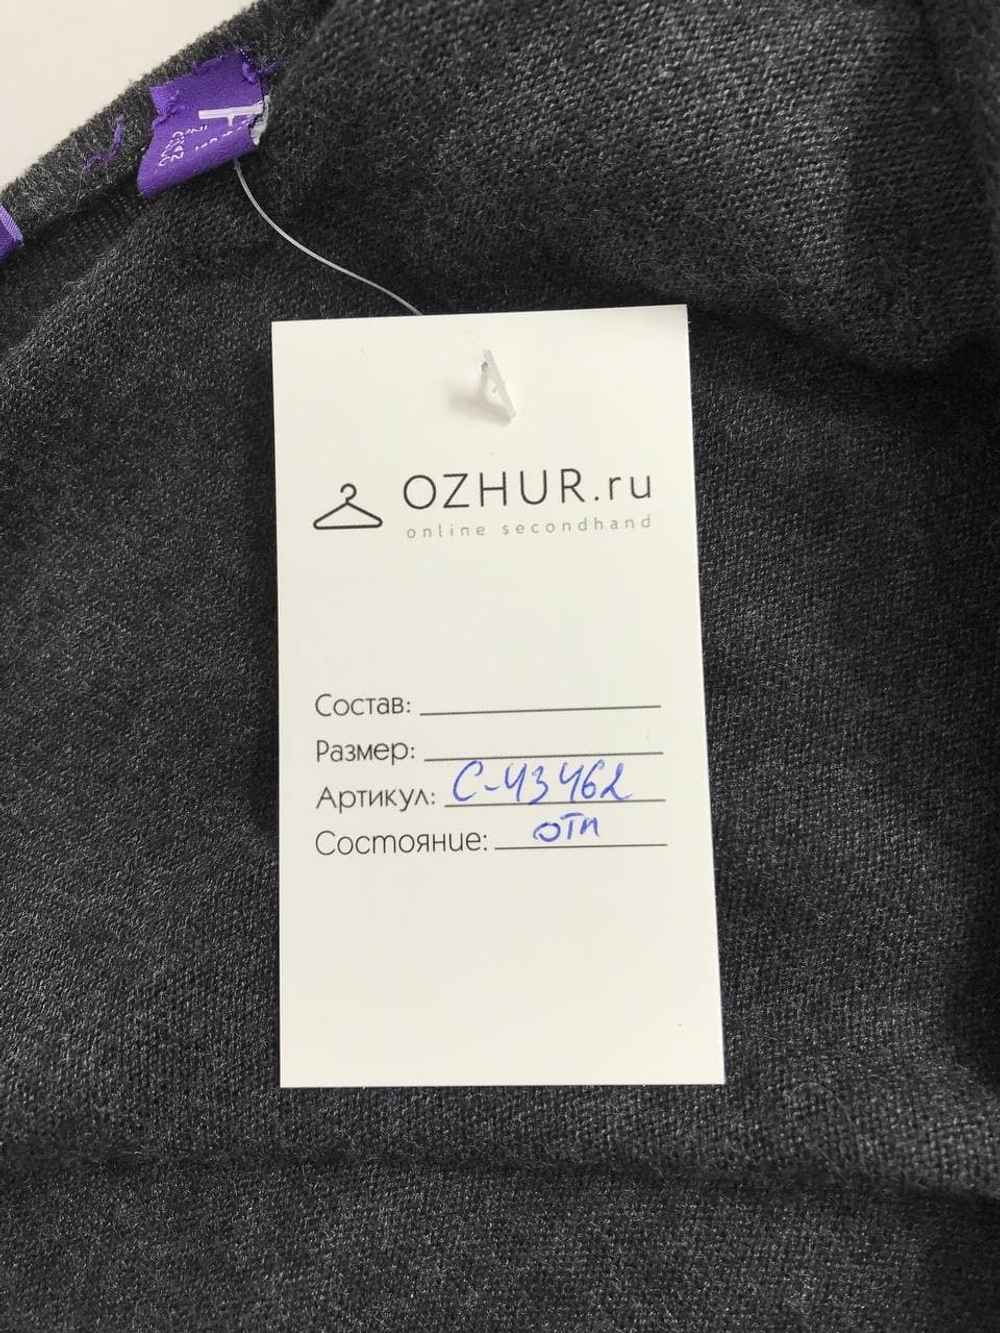 OZHUR.ru
online secondhand
Состав:
Размер:
Артикул: С-43462
Состояние: отл